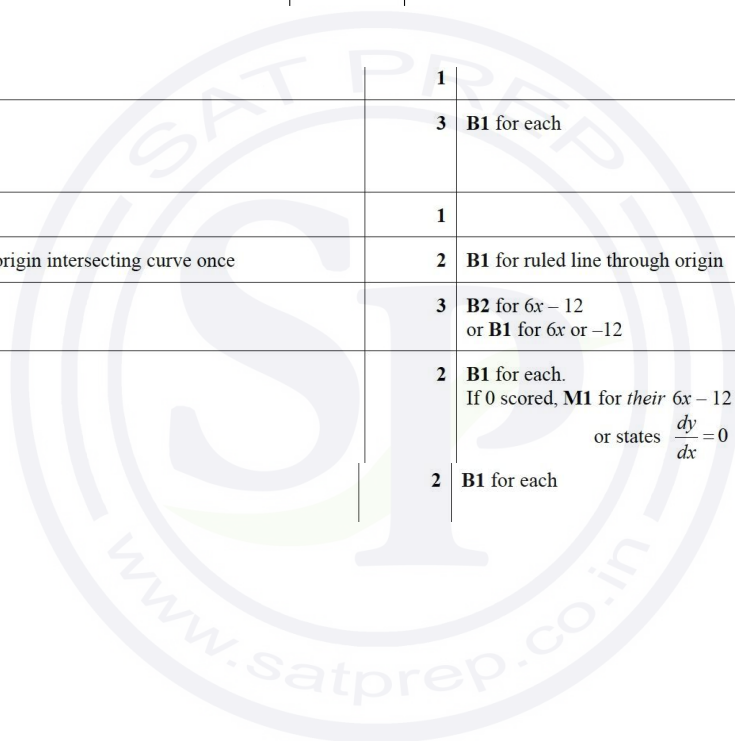 1
3 B1 for each
1
origin intersecting curve once 2 B1 for ruled line through origin
3 B2 for 6x – 12
or B1 for 6x or –12
2 B1 for each.
If 0 scored, M1 for their 6x – 12
or states dy/dx = 0
2 B1 for each
SAT PREP
SP
www.satprep.co.in